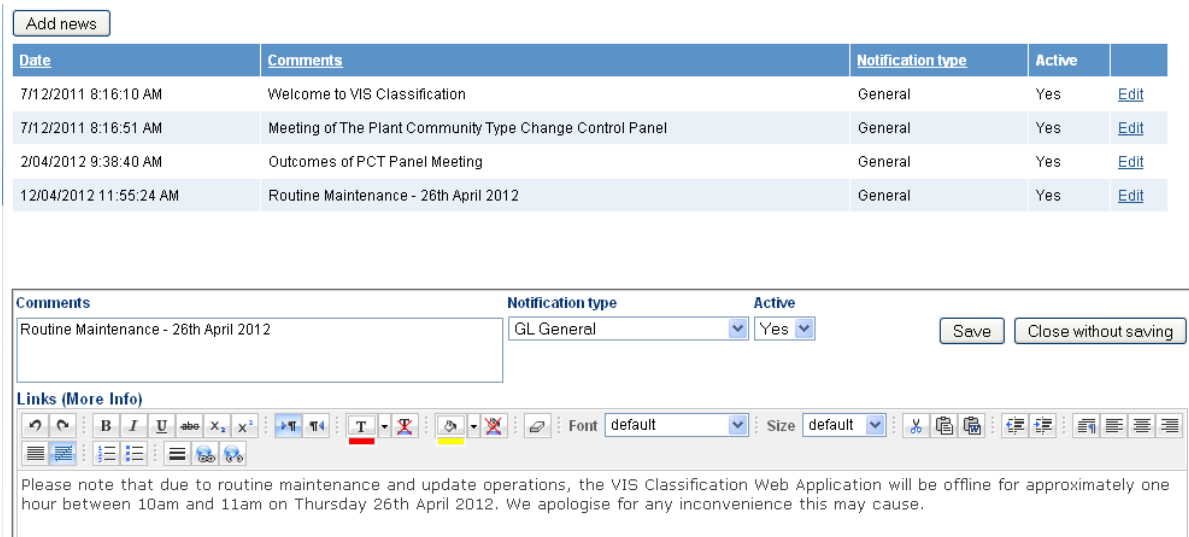 Add news
Date Comments Notification type Active
7/12/2011 8:16:10 AM Welcome to VIS Classification General Yes Edit
7/12/2011 8:16:51 AM Meeting of The Plant Community Type Change Control Panel General Yes Edit
2/04/2012 9:38:40 AM Outcomes of PCT Panel Meeting General Yes Edit
12/04/2012 11:55:24 AM Routine Maintenance - 26th April 2012 General Yes Edit
Comments Notification type Active
Routine Maintenance - 26th April 2012 GL General Yes Save Close without saving
Links (More Info)
B I U abc X₂ x² T T Font default Size default
Please note that due to routine maintenance and update operations, the VIS Classification Web Application will be offline for approximately one
hour between 10am and 11am on Thursday 26th April 2012. We apologise for any inconvenience this may cause.